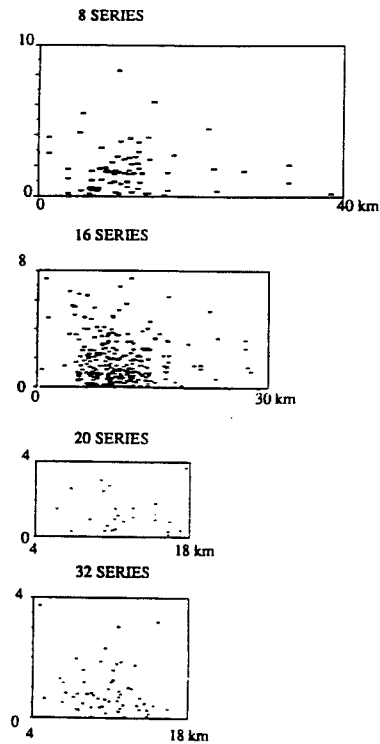 8 SERIES
10
0
0 40 km
16 SERIES
8
0
0 30 km
20 SERIES
4
0
4 18 km
32 SERIES
4
0
4 18 km